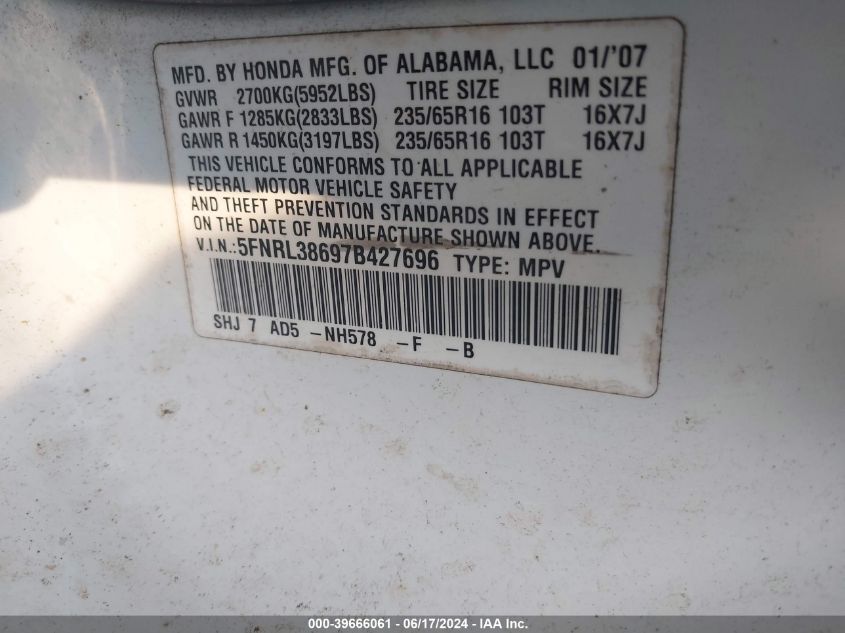 MFD. BY HONDA MFG. OF ALABAMA, LLC 01/'07
GVWR 2700KG(5952LBS) TIRE SIZE RIM SIZE
GAWR F 1285KG(2833LBS) 235/65R16 103T 16X7J
GAWR R 1450KG(3197LBS) 235/65R16 103T 16X7J
THIS VEHICLE CONFORMS TO ALL APPLICABLE
FEDERAL MOTOR VEHICLE SAFETY
AND THEFT PREVENTION STANDARDS IN EFFECT
ON THE DATE OF MANUFACTURE SHOWN ABOVE.
V.I.N.:5FNRL38697B427696 TYPE: MPV
SHJ 7 AD5 -NH578 -F -B
000-39666061 - 06/17/2024 - IAA Inc.